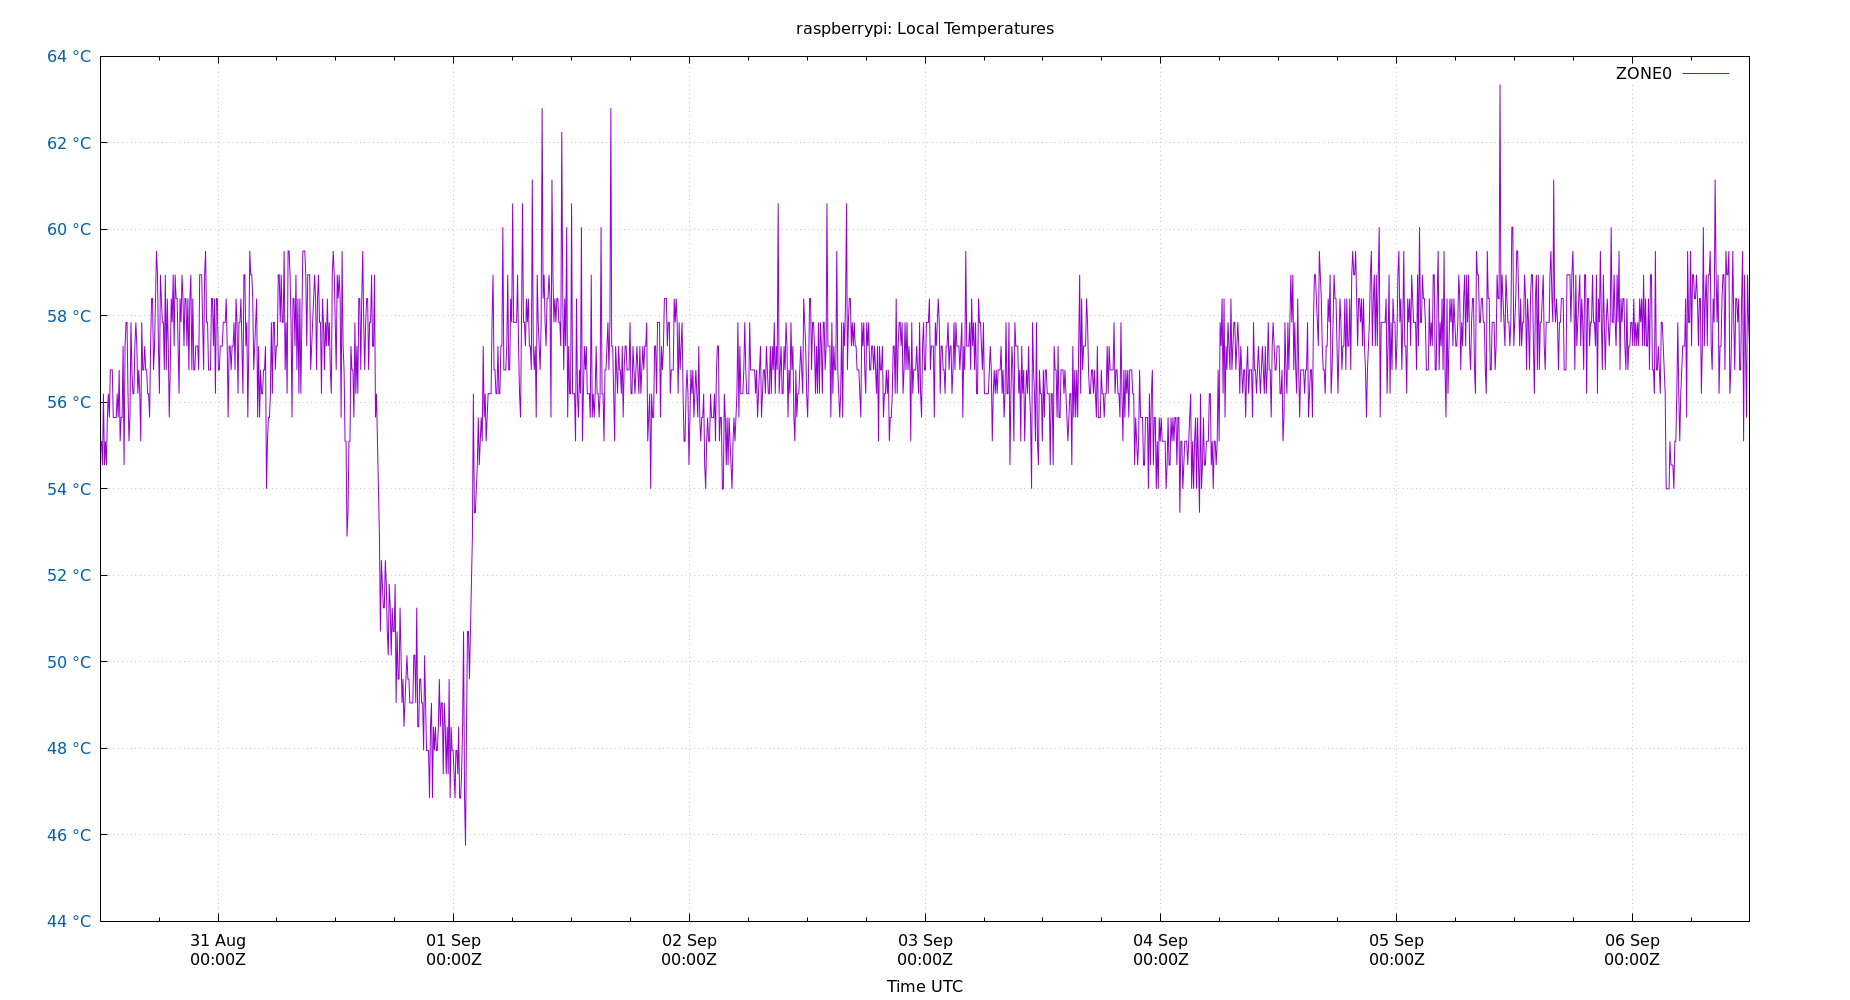 raspberrypi: Local Temperatures
64 °C
ZONE0
62 °C
60 °C
58 °C
56 °C
54 °C
52 °C
50 °C
48 °C
46 °C
44 °C
31 Aug 01 Sep 02 Sep 03 Sep 04 Sep 05 Sep 06 Sep
00:00Z 00:00Z 00:00Z 00:00Z 00:00Z 00:00Z 00:00Z
Time UTC